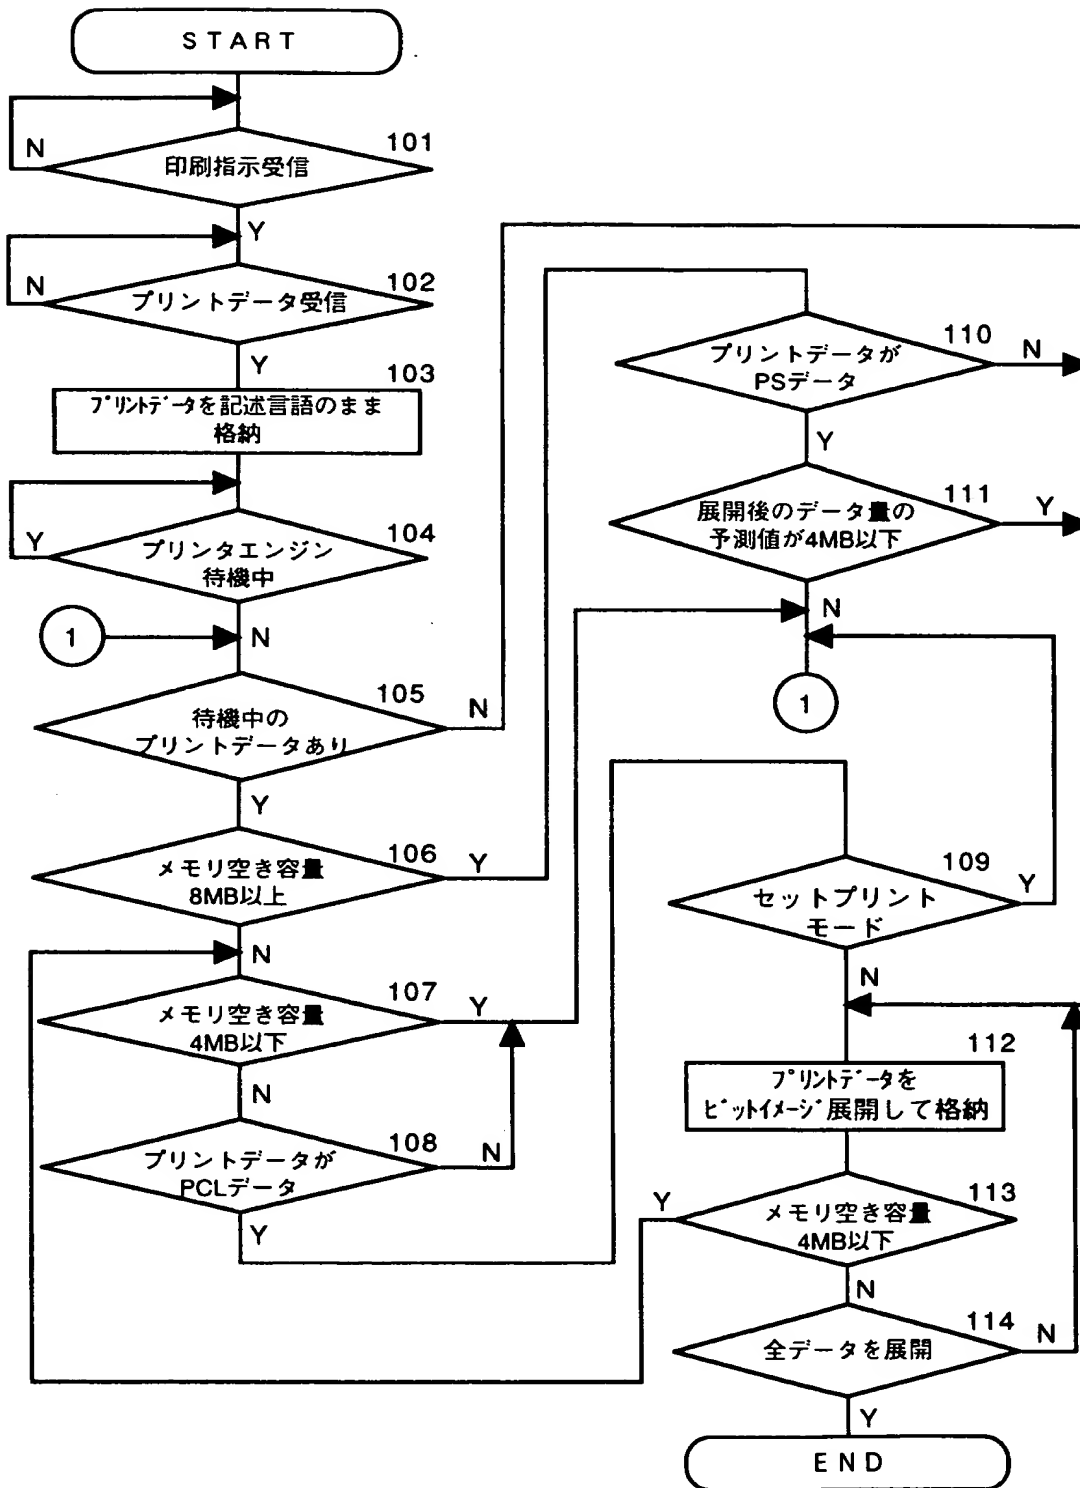 START
N
101
印刷指示受信
Y
N
102
プリントデータ受信
Y
103
プリントデータを記述言語のまま
格納
Y
104
プリンタエンジン
待機中
1
N
105
待機中の
プリントデータあり
N
Y
106
メモリ空き容量
8MB以上
Y
N
107
メモリ空き容量
4MB以下
Y
N
108
プリントデータが
PCLデータ
N
Y
110
プリントデータが
PSデータ
N
Y
111
展開後のデータ量の
予測値が4MB以下
Y
N
1
109
セットプリント
モード
Y
N
112
プリントデータを
ビットイメージ展開して格納
113
メモリ空き容量
4MB以下
Y
N
114
全データを展開
N
Y
END